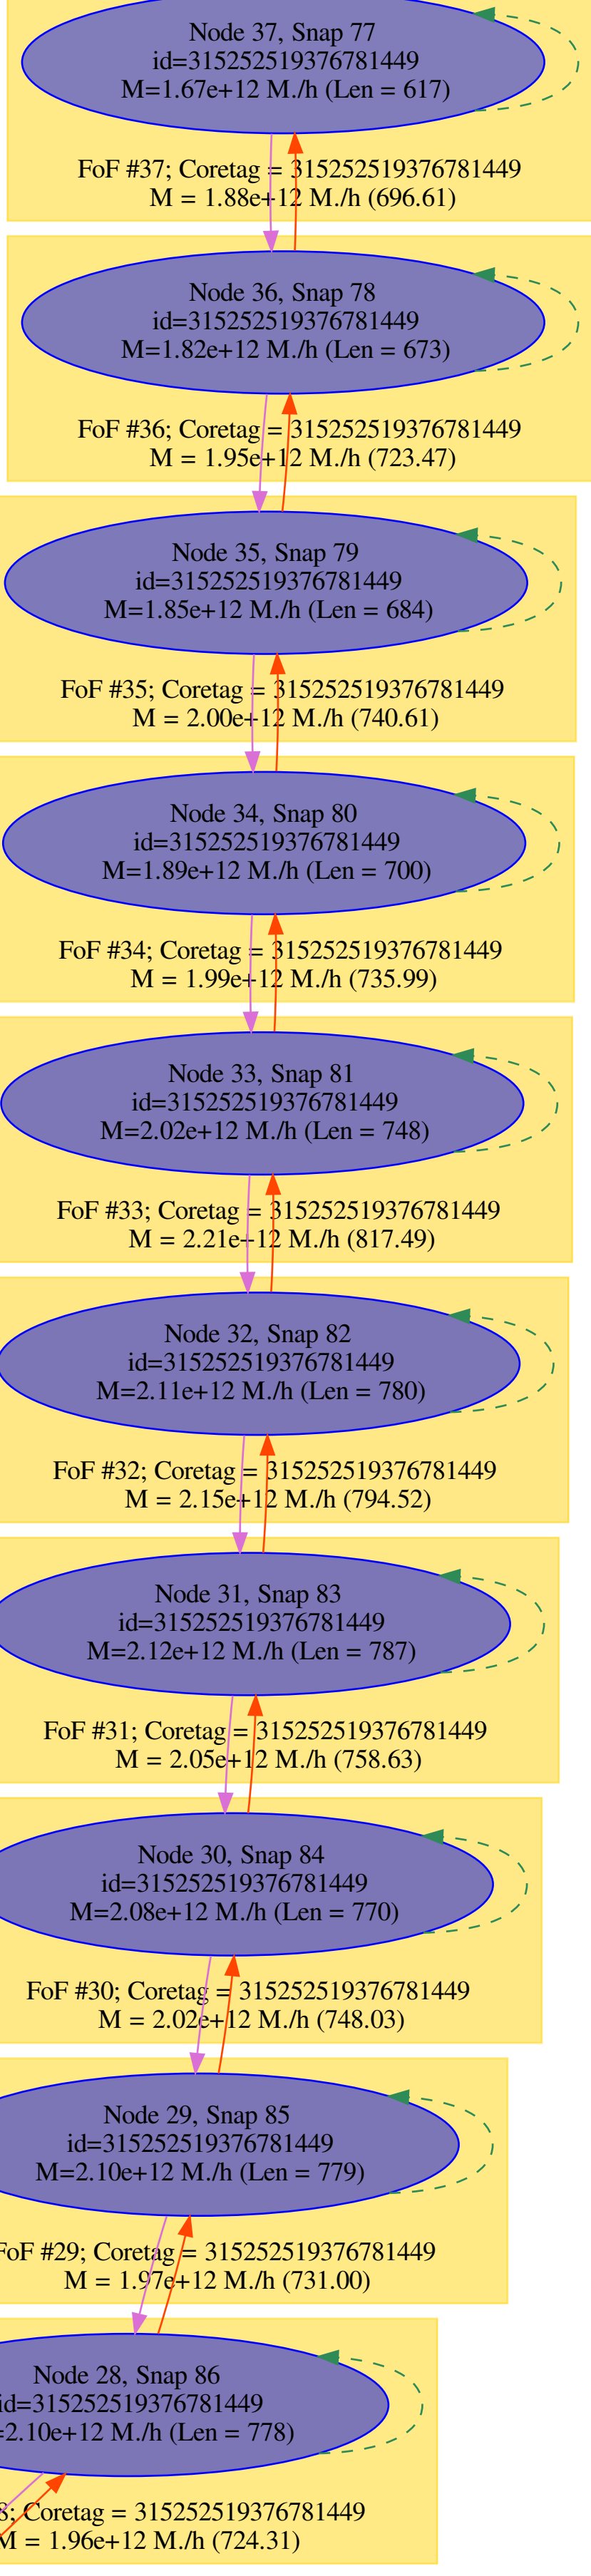 Node 37, Snap 77
id=315252519376781449
M=1.67e+12 M./h (Len = 617)
FoF #37; Coretag = 315252519376781449
M = 1.88e+12 M./h (696.61)
Node 36, Snap 78
id=315252519376781449
M=1.82e+12 M./h (Len = 673)
FoF #36; Coretag = 315252519376781449
M = 1.95e+12 M./h (723.47)
Node 35, Snap 79
id=315252519376781449
M=1.85e+12 M./h (Len = 684)
FoF #35; Coretag = 315252519376781449
M = 2.00e+12 M./h (740.61)
Node 34, Snap 80
id=315252519376781449
M=1.89e+12 M./h (Len = 700)
FoF #34; Coretag = 315252519376781449
M = 1.99e+12 M./h (735.99)
Node 33, Snap 81
id=315252519376781449
M=2.02e+12 M./h (Len = 748)
FoF #33; Coretag = 315252519376781449
M = 2.21e+12 M./h (817.49)
Node 32, Snap 82
id=315252519376781449
M=2.11e+12 M./h (Len = 780)
FoF #32; Coretag = 315252519376781449
M = 2.15e+12 M./h (794.52)
Node 31, Snap 83
id=315252519376781449
M=2.12e+12 M./h (Len = 787)
FoF #31; Coretag = 315252519376781449
M = 2.05e+12 M./h (758.63)
Node 30, Snap 84
id=315252519376781449
M=2.08e+12 M./h (Len = 770)
FoF #30; Coretag = 315252519376781449
M = 2.02e+12 M./h (748.03)
Node 29, Snap 85
id=315252519376781449
M=2.10e+12 M./h (Len = 779)
FoF #29; Coretag = 315252519376781449
M = 1.97e+12 M./h (731.00)
Node 28, Snap 86
id=315252519376781449
=2.10e+12 M./h (Len = 778)
8; Coretag = 315252519376781449
M = 1.96e+12 M./h (724.31)